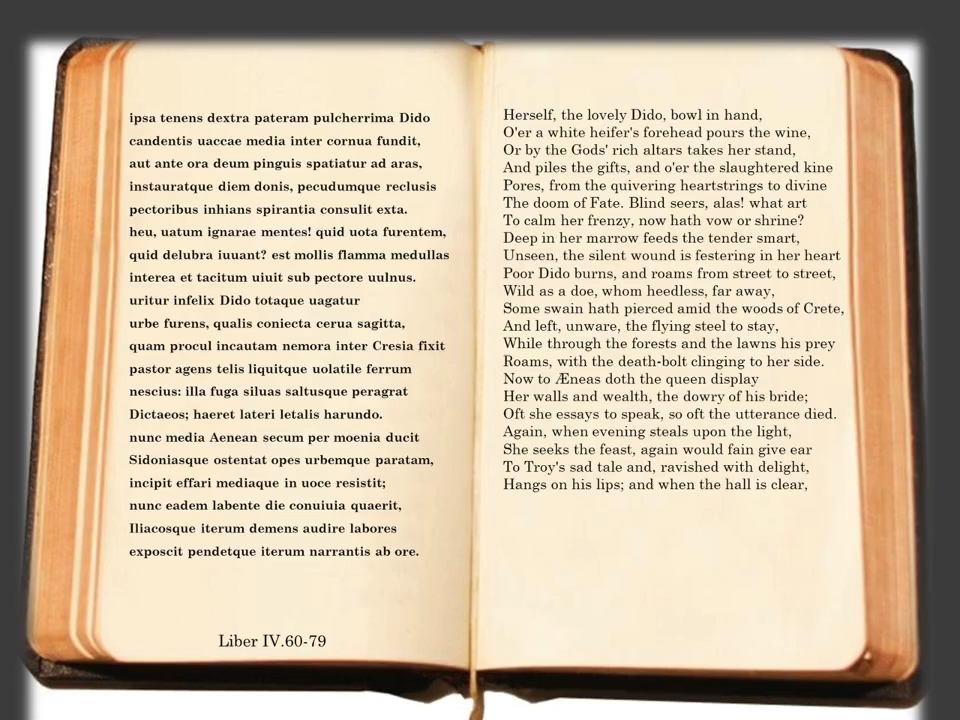 ipsa tenens dextra pateram pulcherrima Dido
candentis uaccae media inter cornua fundit,
aut ante ora deum pinguis spatiatur ad aras,
instauratque diem donis, pecudumque reclusis
pectoribus inhians spirantia consulit exta.
heu, uatum ignarae mentes! quid uota furentem,
quid delubra iuuant? est mollis flamma medullas
interea et tacitum uiuit sub pectore uulnus.
uritur infelix Dido totaque uagatur
urbe furens, qualis coniecta cerua sagitta,
quam procul incautam nemora inter Cresia fixit
pastor agens telis liquitque uolatile ferrum
nescius: illa fuga siluas saltusque peragrat
Dictaeos; haeret lateri letalis harundo.
nunc media Aenean secum per moenia ducit
Sidoniasque ostentat opes urbemque paratam,
incipit effari mediaque in uoce resistit;
nunc eadem labente die conuiuia quaerit,
Iliacosque iterum demens audire labores
exposcit pendetque iterum narrantis ab ore.
Liber IV.60-79
Herself, the lovely Dido, bowl in hand,
O'er a white heifer's forehead pours the wine,
Or by the Gods' rich altars takes her stand,
And piles the gifts, and o'er the slaughtered kine
Pores, from the quivering heartstrings to divine
The doom of Fate. Blind seers, alas! what art
To calm her frenzy, now hath vow or shrine?
Deep in her marrow feeds the tender smart,
Unseen, the silent wound is festering in her heart
Poor Dido burns, and roams from street to street,
Wild as a doe, whom heedless, far away,
Some swain hath pierced amid the woods of Crete,
And left, unware, the flying steel to stay,
While through the forests and the lawns his prey
Roams, with the death-bolt clinging to her side.
Now to Æneas doth the queen display
Her walls and wealth, the dowry of his bride;
Oft she essays to speak, so oft the utterance died.
Again, when evening steals upon the light,
She seeks the feast, again would fain give ear
To Troy's sad tale and, ravished with delight,
Hangs on his lips; and when the hall is clear,